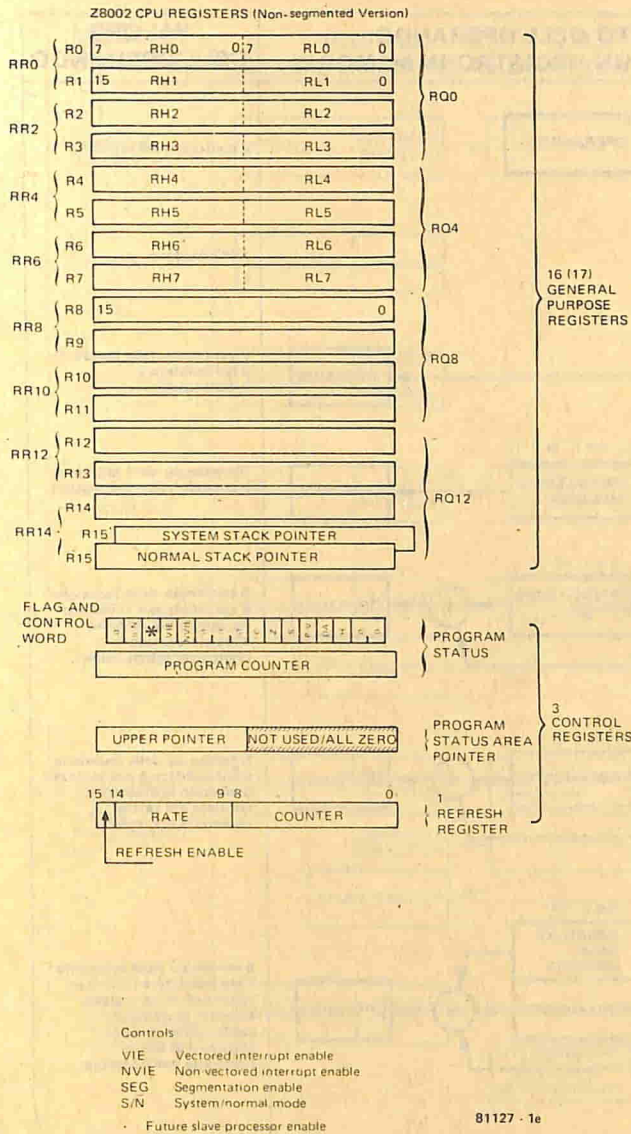 Z8002 CPU REGISTERS (Non-segmented Version)
RR0
R0 7 RH0 0 7 RL0 0
R1 15 RH1 RL1 0
RQ0
RR2
R2 RH2 RL2
R3 RH3 RL3
RR4
R4 RH4 RL4
R5 RH5 RL5
RQ4
RR6
R6 RH6 RL6
R7 RH7 RL7
RR8
R8 15 0
R9
RQ8
RR10
R10
R11
RR12
R12
R13
RQ12
RR14
R14
R15' SYSTEM STACK POINTER
R15 NORMAL STACK POINTER
16 (17)
GENERAL
PURPOSE
REGISTERS
FLAG AND
CONTROL
WORD
* VIE NVIE
PROGRAM COUNTER
PROGRAM
STATUS
UPPER POINTER NOT USED/ALL ZERO
PROGRAM
STATUS AREA
POINTER
3
CONTROL
REGISTERS
15 14 9 8 0
RATE COUNTER
1
REFRESH
REGISTER
REFRESH ENABLE
Controls
VIE Vectored interrupt enable
NVIE Non vectored interrupt enable
SEG Segmentation enable
S/N System/normal mode
· Future slave processor enable
81127 - 1e